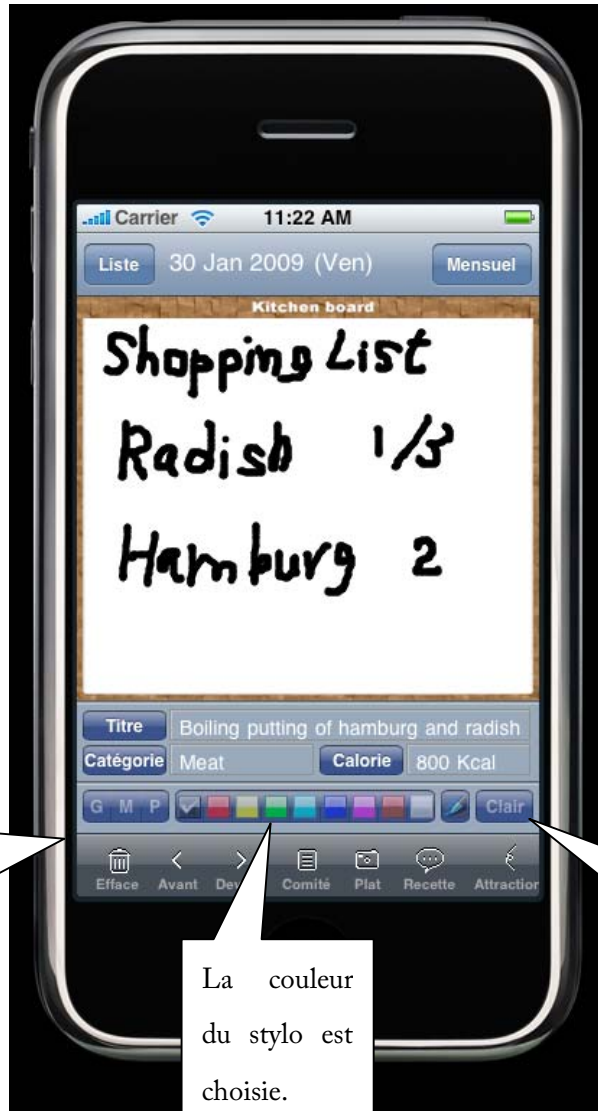 Carrier 11:22 AM
Liste 30 Jan 2009 (Ven) Mensuel
Kitchen board
Shopping List
Radish 1/3
Hamburg 2
Titre Boiling putting of hamburg and radish
Catégorie Meat Calorie 800 Kcal
G M P Clair
Efface Avant Dev Comité Plat Recette Attraction
La couleur
du stylo est
choisie.